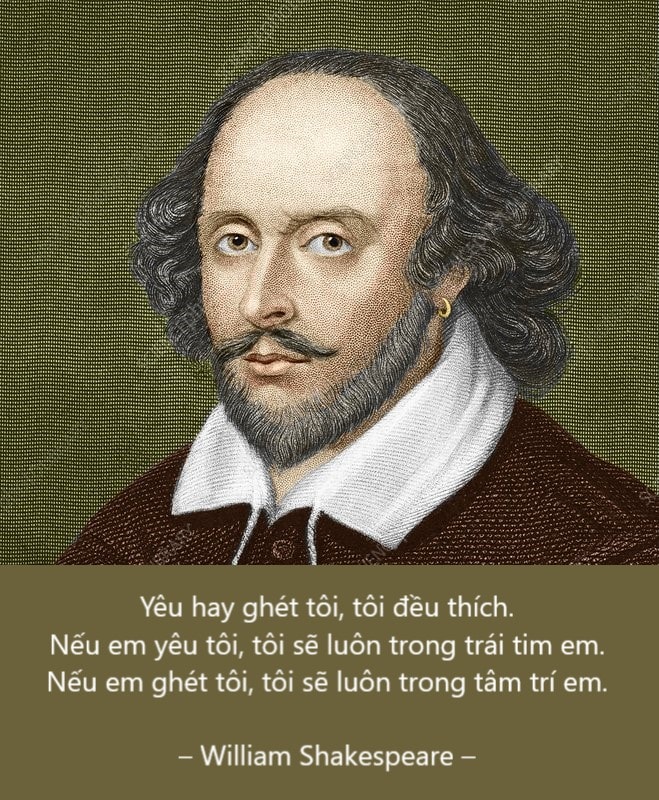 Yêu hay ghét tôi, tôi đều thích.
Nếu em yêu tôi, tôi sẽ luôn trong trái tim em.
Nếu em ghét tôi, tôi sẽ luôn trong tâm trí em.
– William Shakespeare –